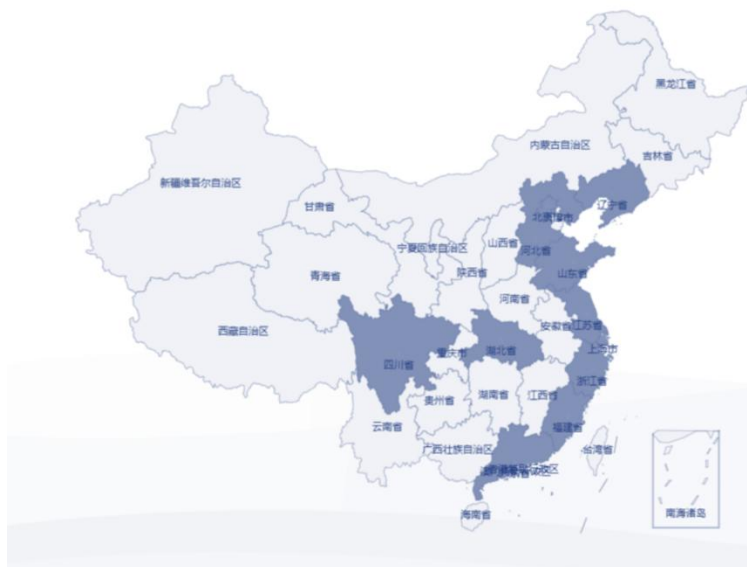 黑龙江省
内蒙古自治区
吉林省
新疆维吾尔自治区
辽宁省
甘肃省
山西省
宁夏回族自治区
河北省
陕西省
青海省
山东省
河南省
西藏自治区
安徽省
江苏省
上海市
重庆市
湖北省
四川省
浙江省
湖南省
江西省
贵州省
云南省
福建省
广西壮族自治区
台湾省
海南省
南海诸岛